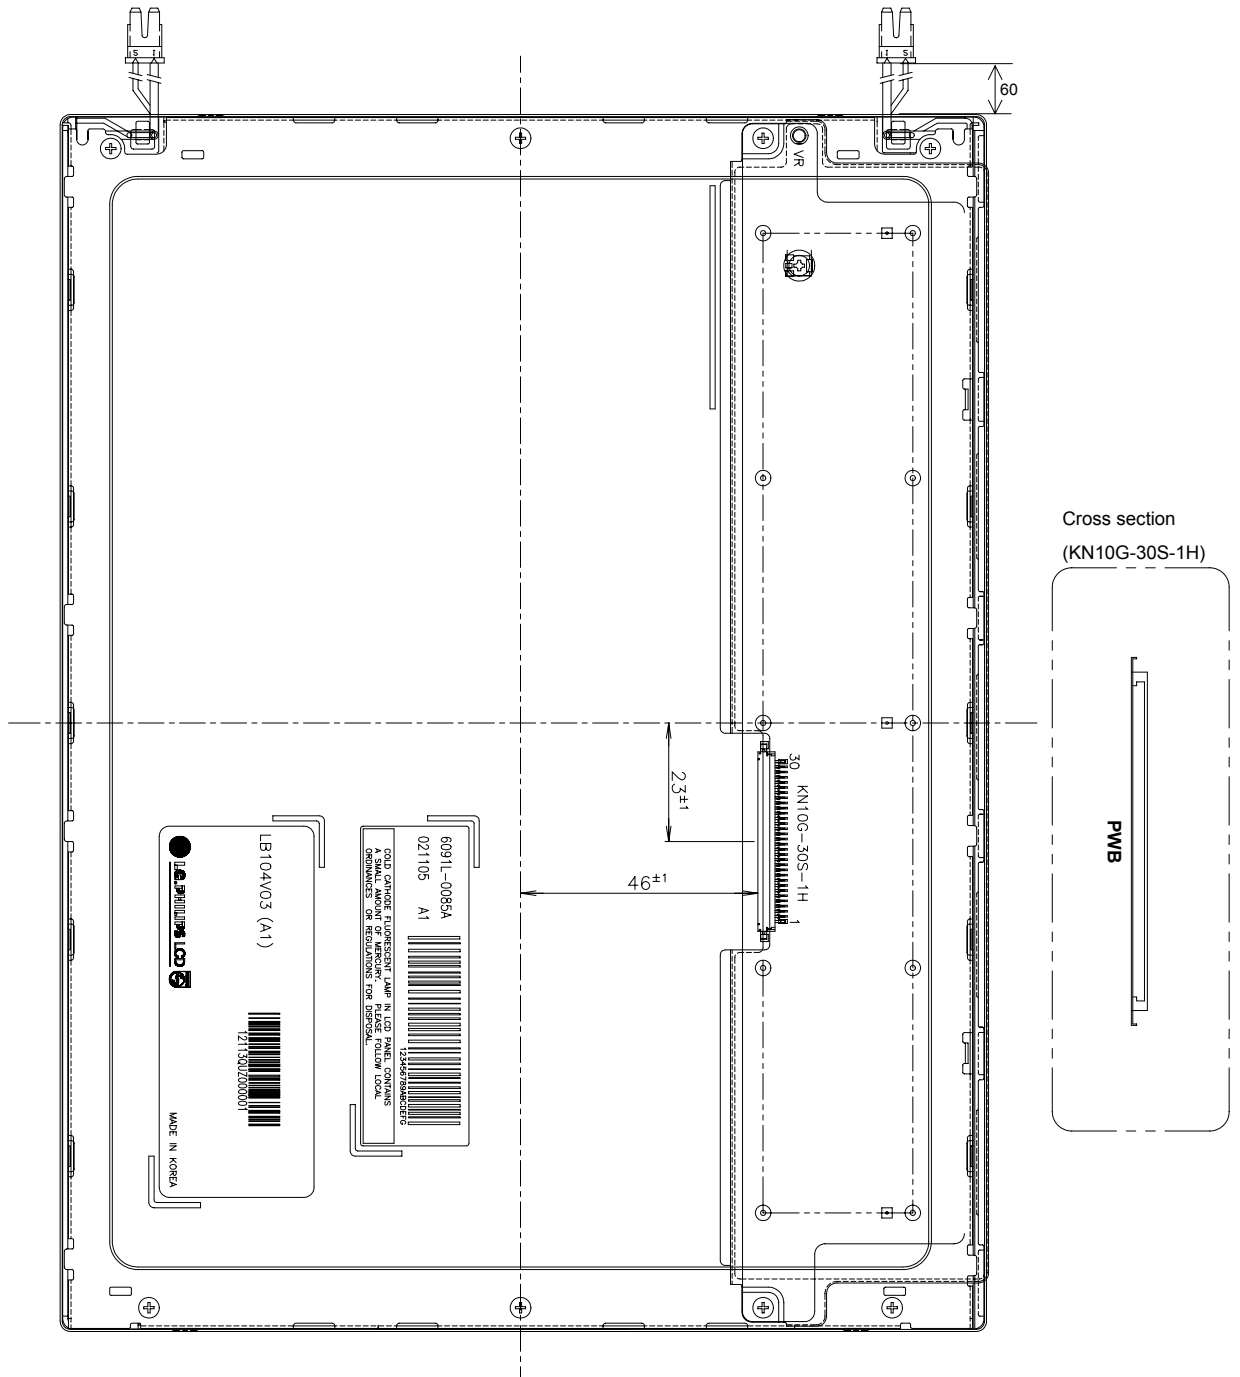 S I
I S
60
VR
Cross section
(KN10G-30S-1H)
PWB
23±1
46±1
30 KN10G-30S-1H 1
6091L-0085A
021105 A1
123456789ABCDEFG
COLD CATHODE FLUORESCENT LAMP IN LCD PANEL CONTAINS
A SMALL AMOUNT OF MERCURY. PLEASE FOLLOW LOCAL
ORDINANCES OR REGULATIONS FOR DISPOSAL.
LB104V03 (A1)
12113QUZ000001
LG.PHILIPS LCD
MADE IN KOREA